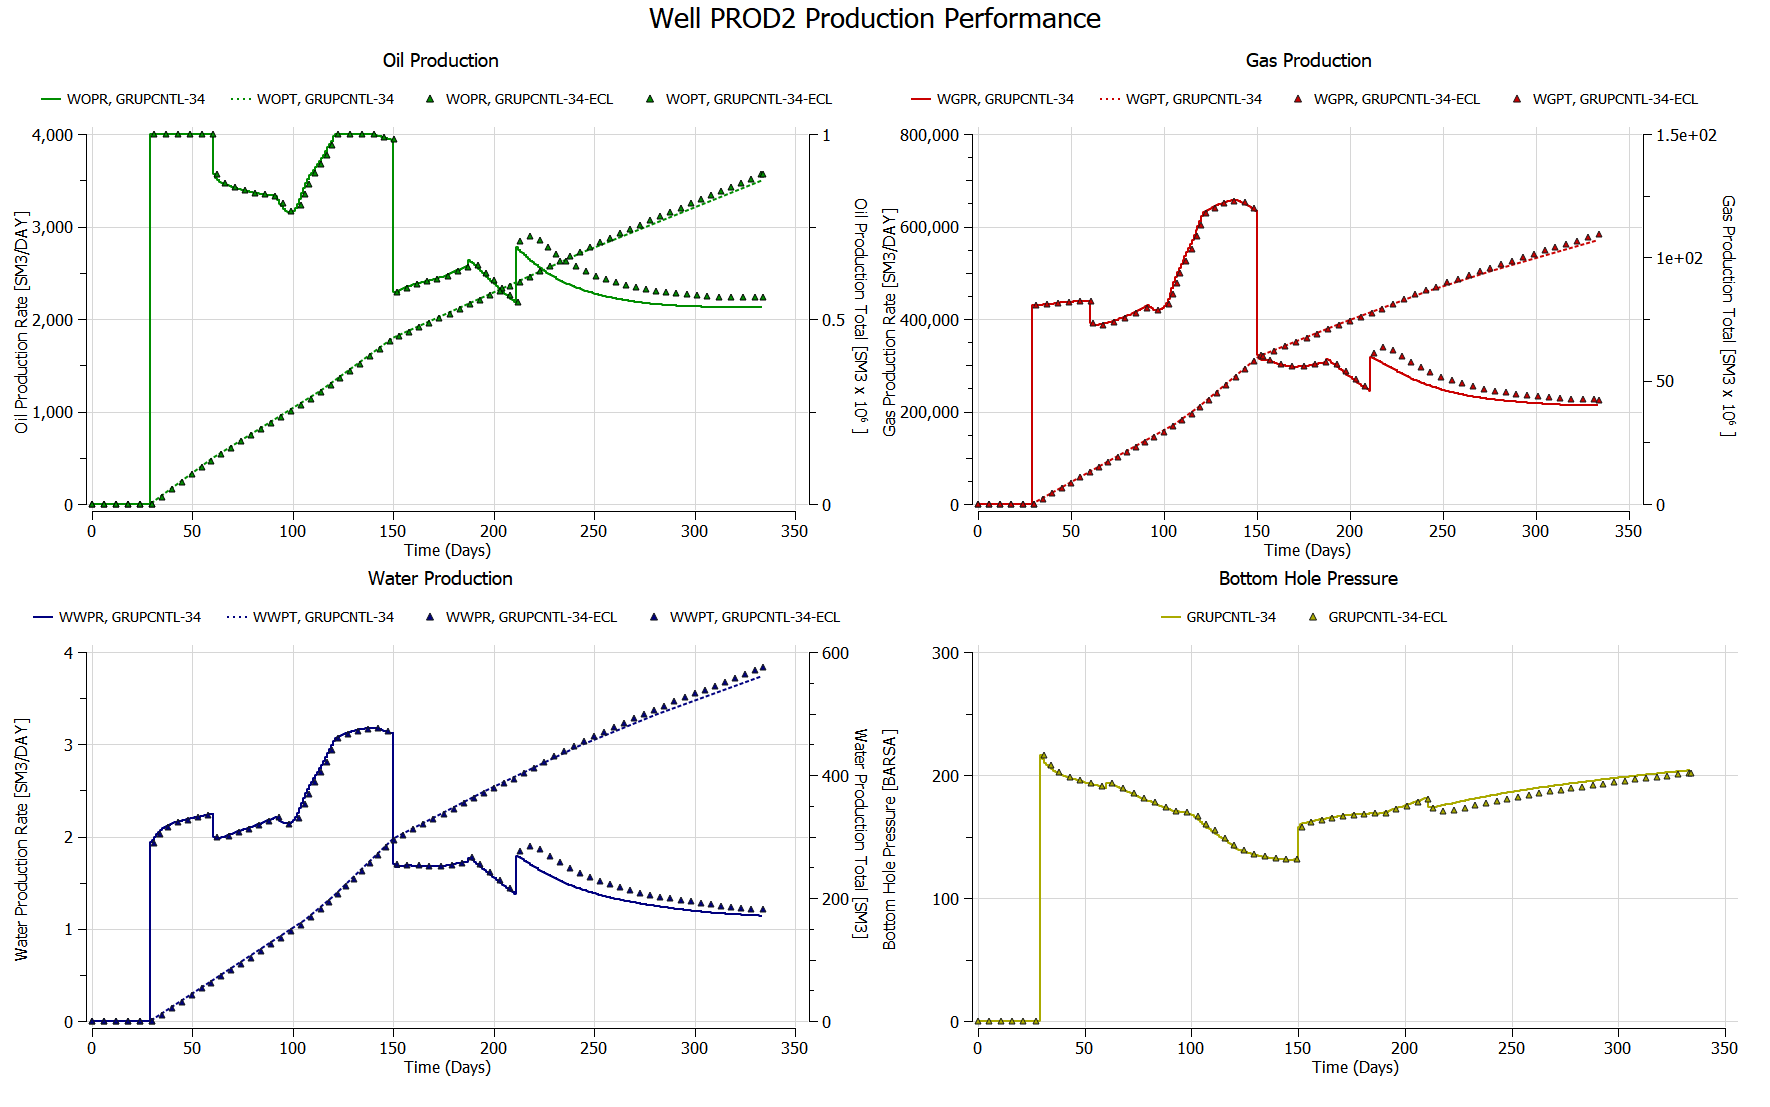 Well PROD2 Production Performance
Oil Production
WOPR, GRUPCNTL-34 WOPT, GRUPCNTL-34 WOPR, GRUPCNTL-34-ECL WOPT, GRUPCNTL-34-ECL
4,000
3,000
2,000
1,000
0
Oil Production Rate [SM3/DAY]
1
0.5
0
Oil Production Total [SM3 x 10⁶ ]
0 50 100 150 200 250 300 350
Time (Days)
Gas Production
WGPR, GRUPCNTL-34 WGPT, GRUPCNTL-34 WGPR, GRUPCNTL-34-ECL WGPT, GRUPCNTL-34-ECL
800,000
600,000
400,000
200,000
0
Gas Production Rate [SM3/DAY]
1.5e+02
1e+02
50
0
Gas Production Total [SM3 x 10⁶ ]
0 50 100 150 200 250 300 350
Time (Days)
Water Production
WWPR, GRUPCNTL-34 WWPT, GRUPCNTL-34 WWPR, GRUPCNTL-34-ECL WWPT, GRUPCNTL-34-ECL
4
3
2
1
0
Water Production Rate [SM3/DAY]
600
400
200
0
Water Production Total [SM3]
0 50 100 150 200 250 300 350
Time (Days)
Bottom Hole Pressure
GRUPCNTL-34 GRUPCNTL-34-ECL
300
200
100
0
Bottom Hole Pressure [BARSA]
0 50 100 150 200 250 300 350
Time (Days)